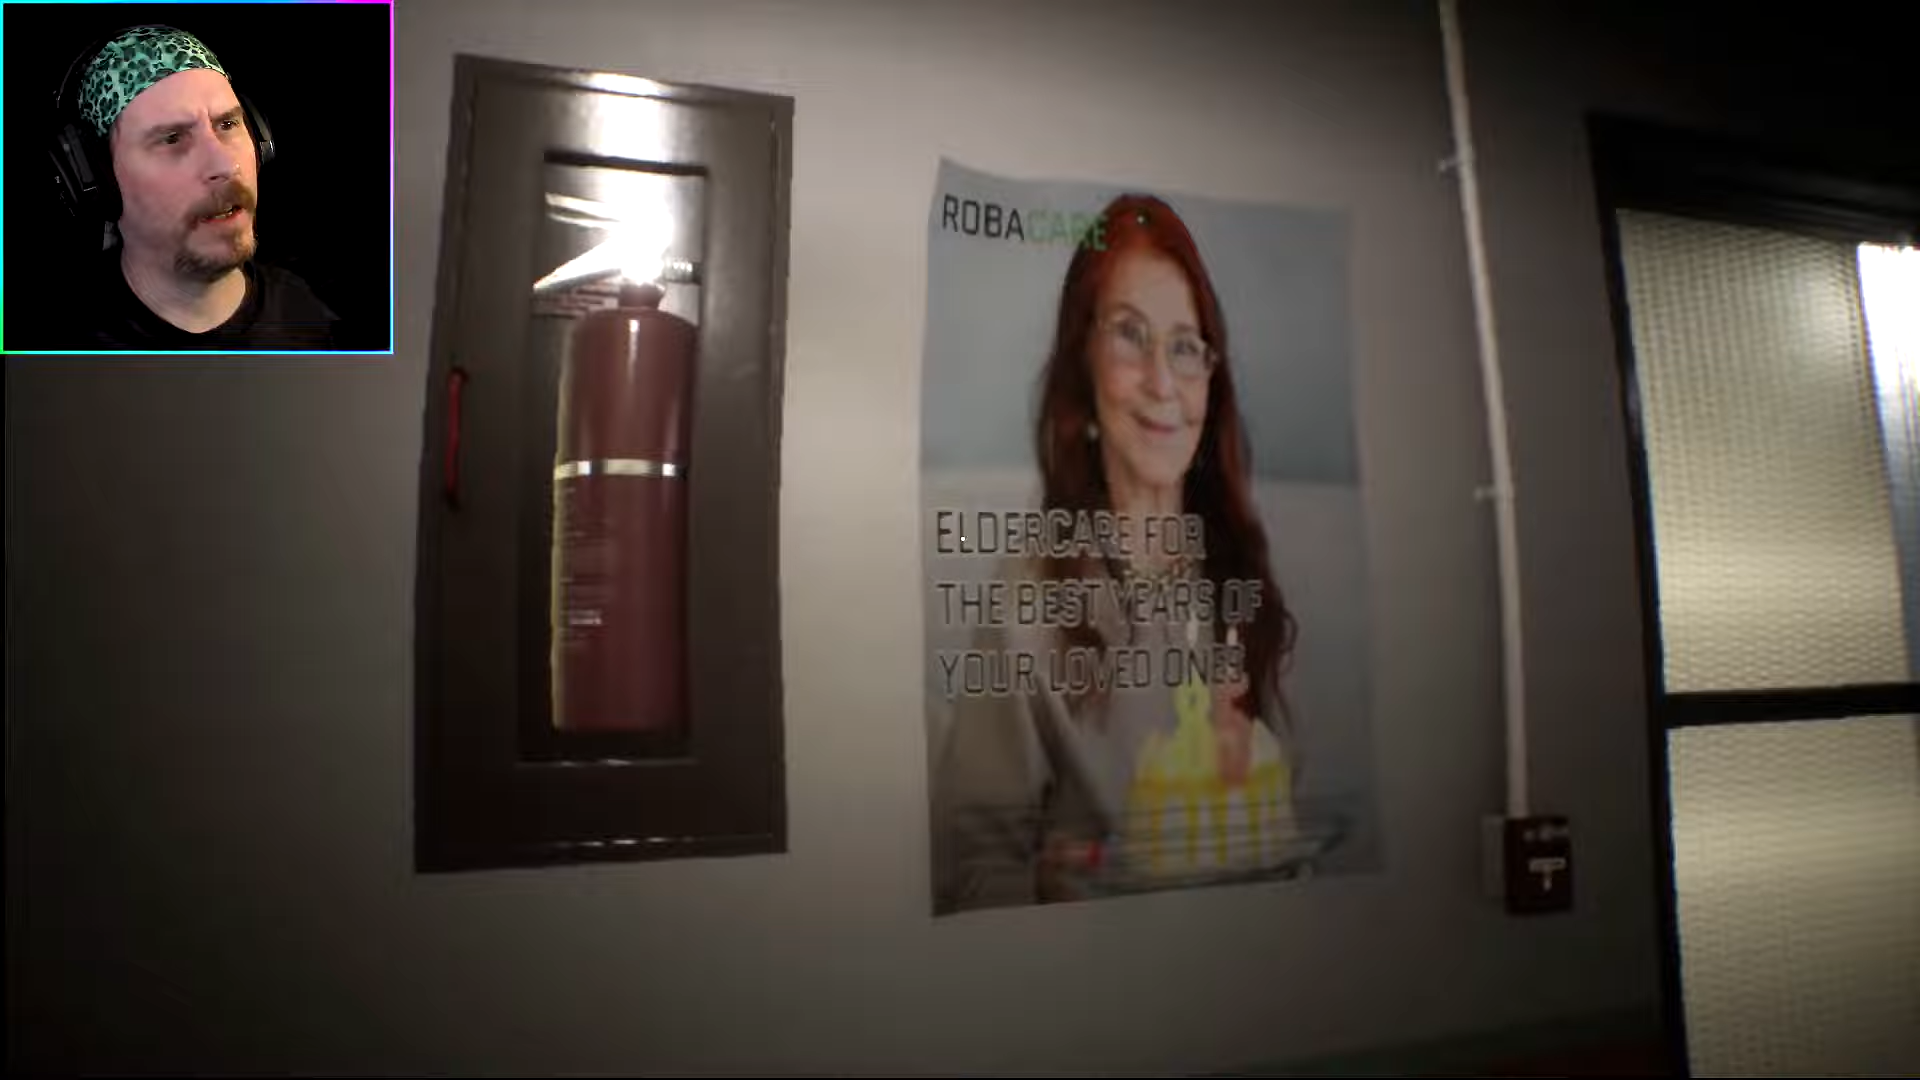 ROBACARE
ELDERCARE FOR
THE BEST YEARS OF
YOUR LOVED ONES